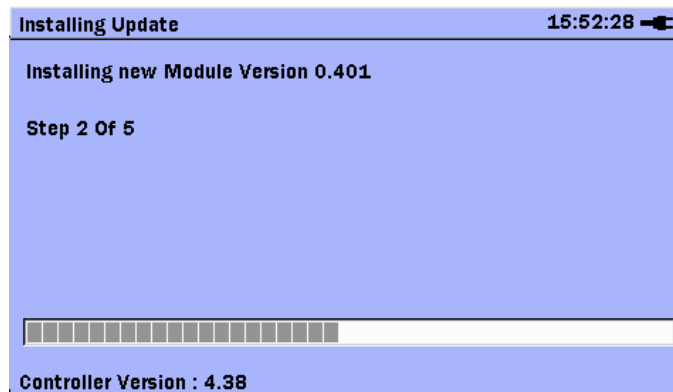 Installing Update 15:52:28
Installing new Module Version 0.401
Step 2 Of 5
Controller Version : 4.38